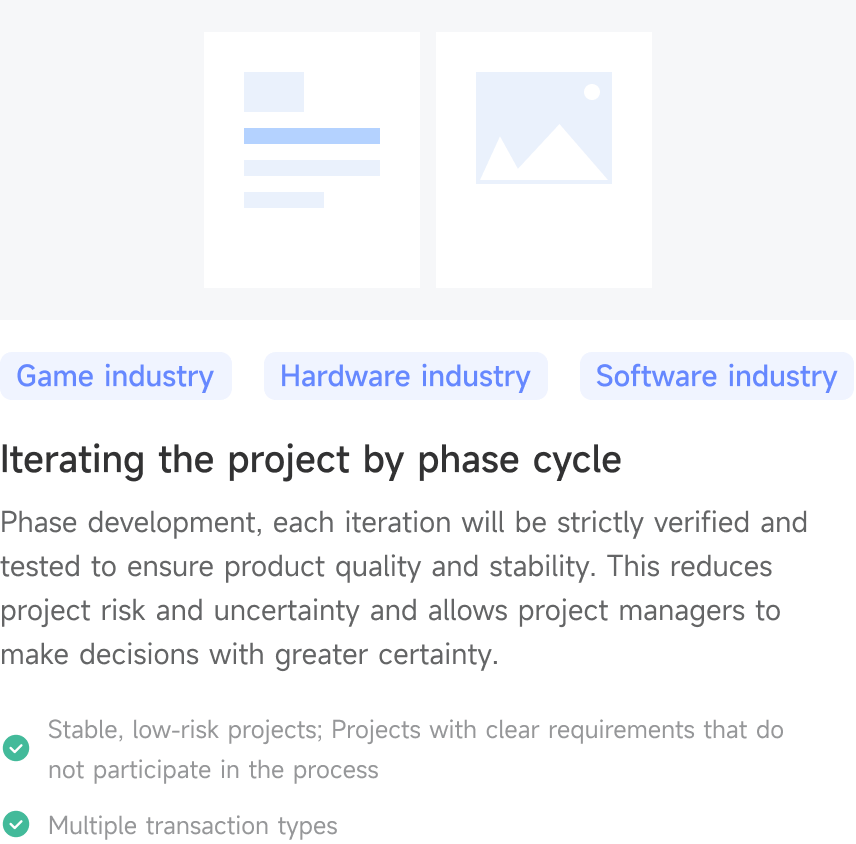 Game industry
Hardware industry
Software industry
Iterating the project by phase cycle
Phase development, each iteration will be strictly verified and
tested to ensure product quality and stability. This reduces
project risk and uncertainty and allows project managers to
make decisions with greater certainty.
Stable, low-risk projects; Projects with clear requirements that do
not participate in the process
Multiple transaction types